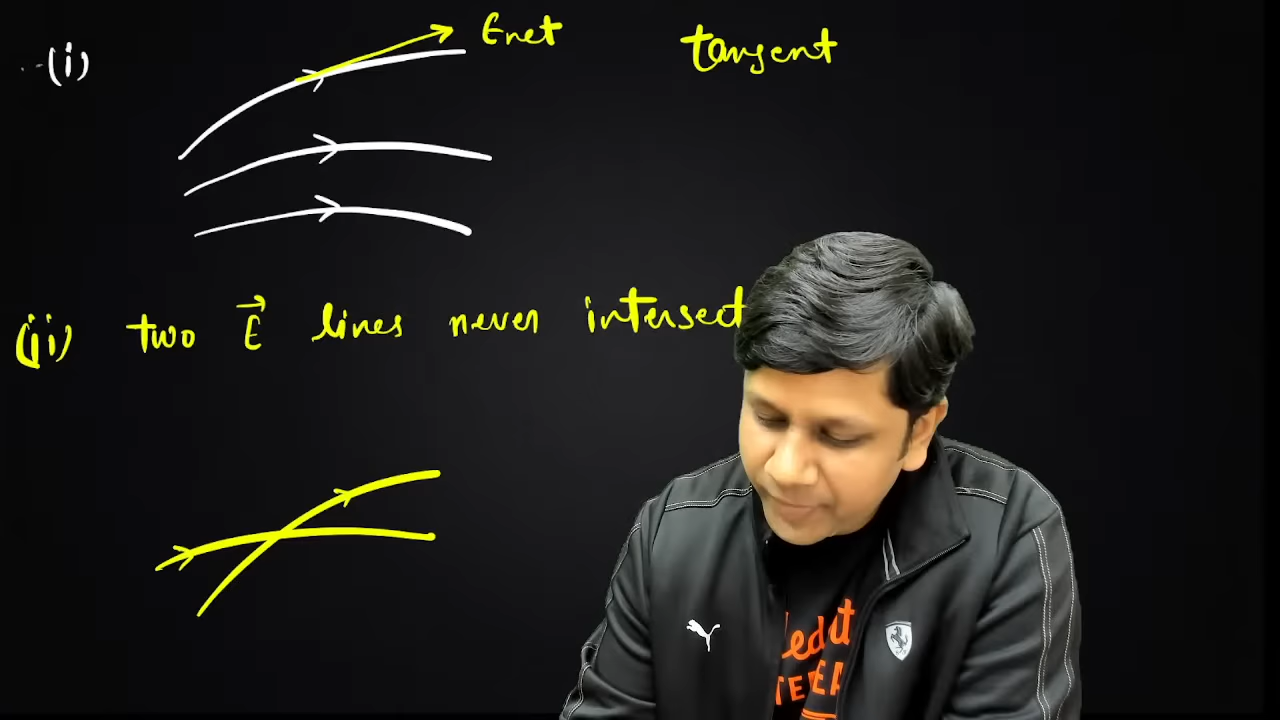 (i) Enet tangent
(ii) two E⃗ lines never intersect